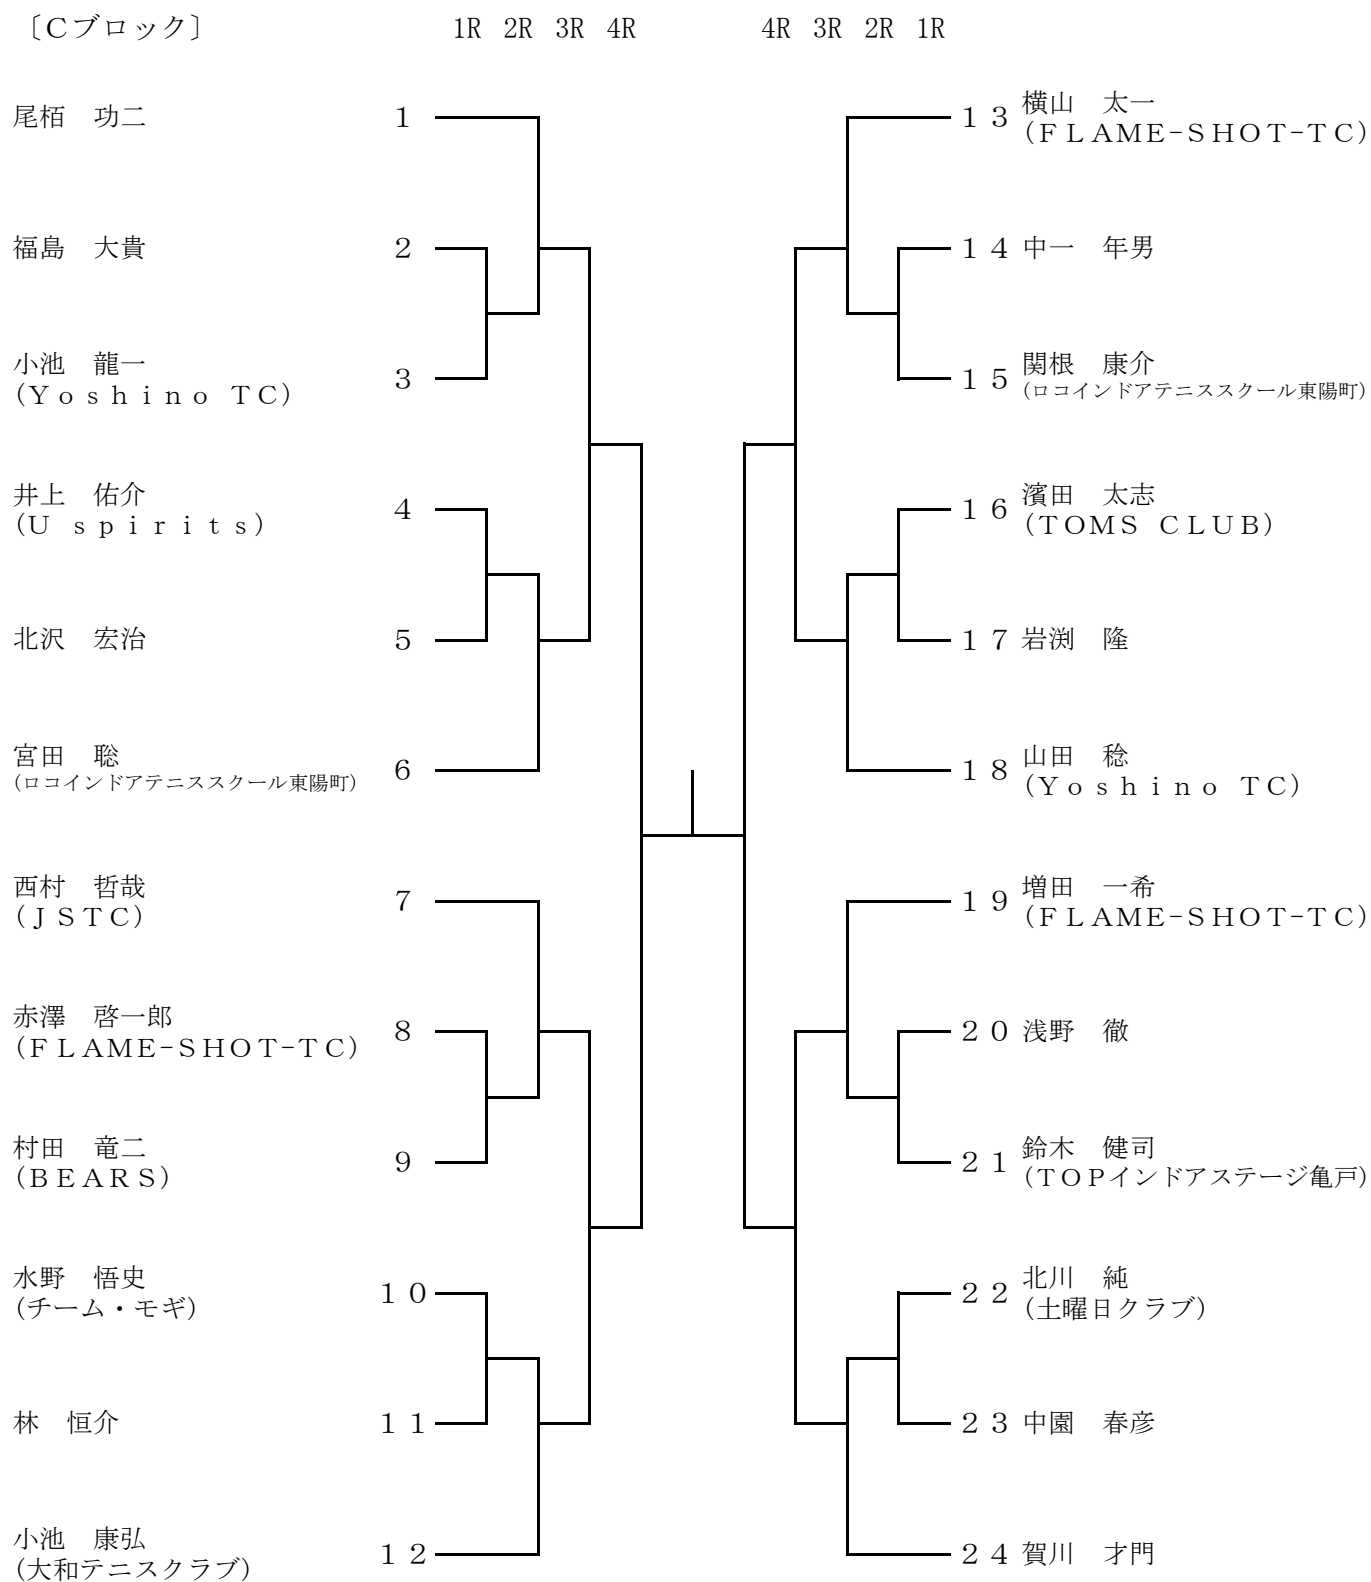 〔Ｃブロック〕 1R 2R 3R 4R 4R 3R 2R 1R
尾栢　功二 1
福島　大貴 2
小池　龍一
(Ｙｏｓｈｉｎｏ ＴＣ) 3
井上　佑介
(Ｕ ｓｐｉｒｉｔｓ) 4
北沢　宏治 5
宮田　聡
(ロコインドアテニススクール東陽町) 6
西村　哲哉
(ＪＳＴＣ) 7
赤澤　啓一郎
(ＦＬＡＭＥ-ＳＨＯＴ-ＴＣ) 8
村田　竜二
(ＢＥＡＲＳ) 9
水野　悟史
(チーム・モギ) 10
林　恒介 11
小池　康弘
(大和テニスクラブ) 12
13 横山　太一
(ＦＬＡＭＥ-ＳＨＯＴ-ＴＣ)
14 中一　年男
15 関根　康介
(ロコインドアテニススクール東陽町)
16 濱田　太志
(ＴＯＭＳ ＣＬＵＢ)
17 岩渕　隆
18 山田　稔
(Ｙｏｓｈｉｎｏ ＴＣ)
19 増田　一希
(ＦＬＡＭＥ-ＳＨＯＴ-ＴＣ)
20 浅野　徹
21 鈴木　健司
(ＴＯＰインドアステージ亀戸)
22 北川　純
(土曜日クラブ)
23 中園　春彦
24 賀川　才門